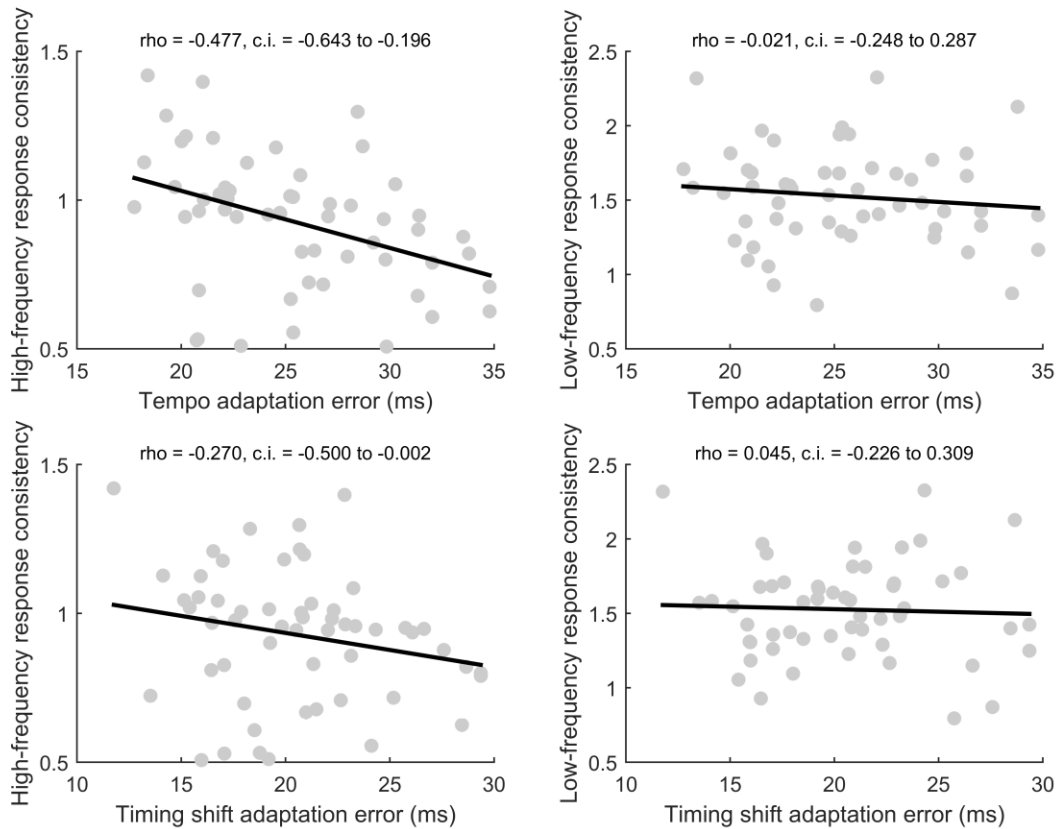 rho = -0.477, c.i. = -0.643 to -0.196
High-frequency response consistency
1.5
1
0.5
15 20 25 30 35
Tempo adaptation error (ms)
rho = -0.021, c.i. = -0.248 to 0.287
Low-frequency response consistency
2.5
2
1.5
1
0.5
15 20 25 30 35
Tempo adaptation error (ms)
rho = -0.270, c.i. = -0.500 to -0.002
High-frequency response consistency
1.5
1
0.5
10 15 20 25 30
Timing shift adaptation error (ms)
rho = 0.045, c.i. = -0.226 to 0.309
Low-frequency response consistency
2.5
2
1.5
1
0.5
10 15 20 25 30
Timing shift adaptation error (ms)